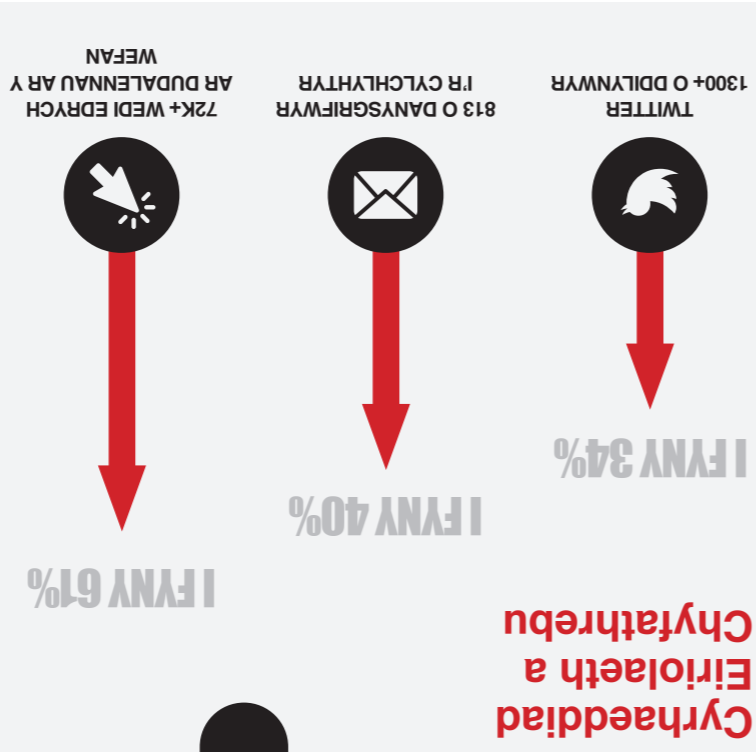 Cyrhaeddiad
Eiriolaeth a
Chyfathrebu
I FYNY 34%
TWITTER
1300+ O DDILYNWYR
I FYNY 40%
813 O DANYSGRIFWYR
I'R CYLCHLYTHYR
I FYNY 61%
72K+ WEDI EDRYCH
AR DUDALENNAU AR Y
WEFAN